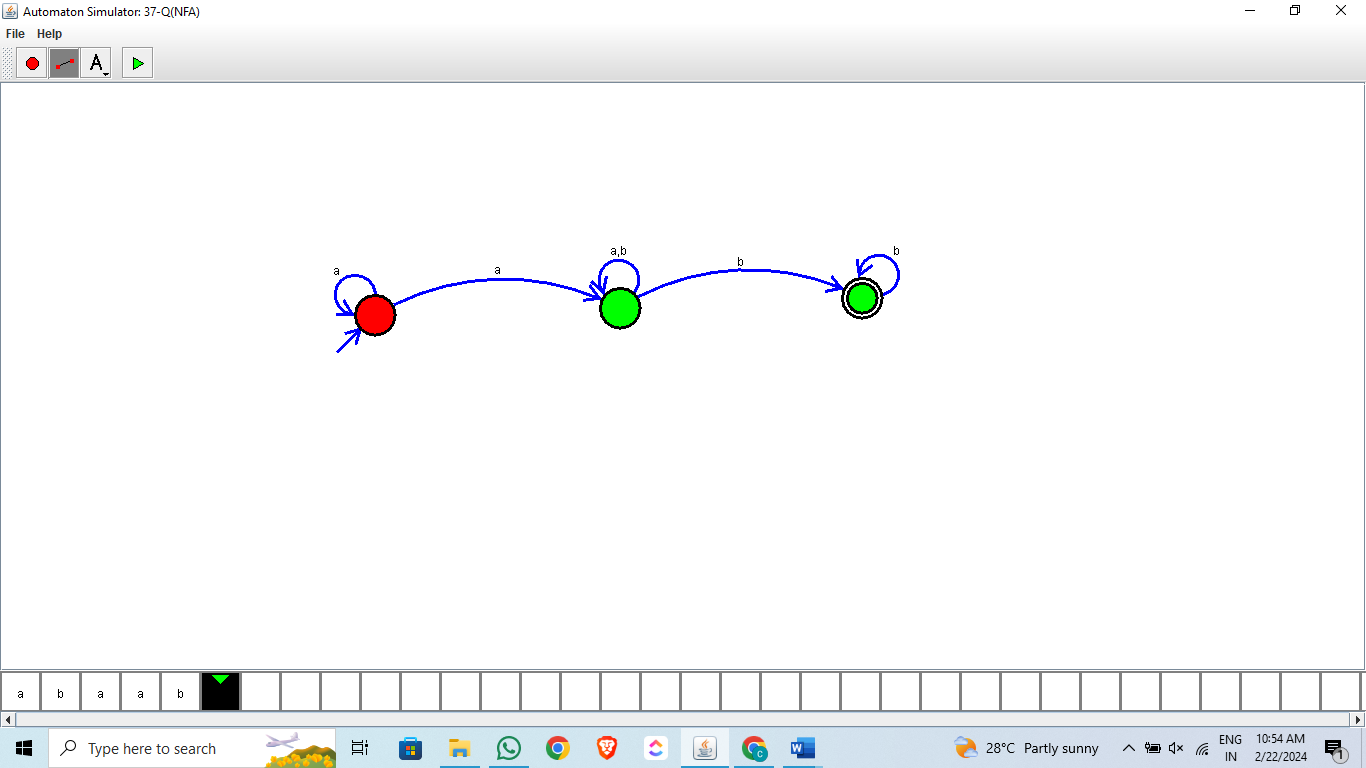 Automaton Simulator: 37-Q(NFA)
File Help
A
a
a
a,b
b
b
a b a a b
Type here to search
28°C Partly sunny
ENG
IN
10:54 AM
2/22/2024
1